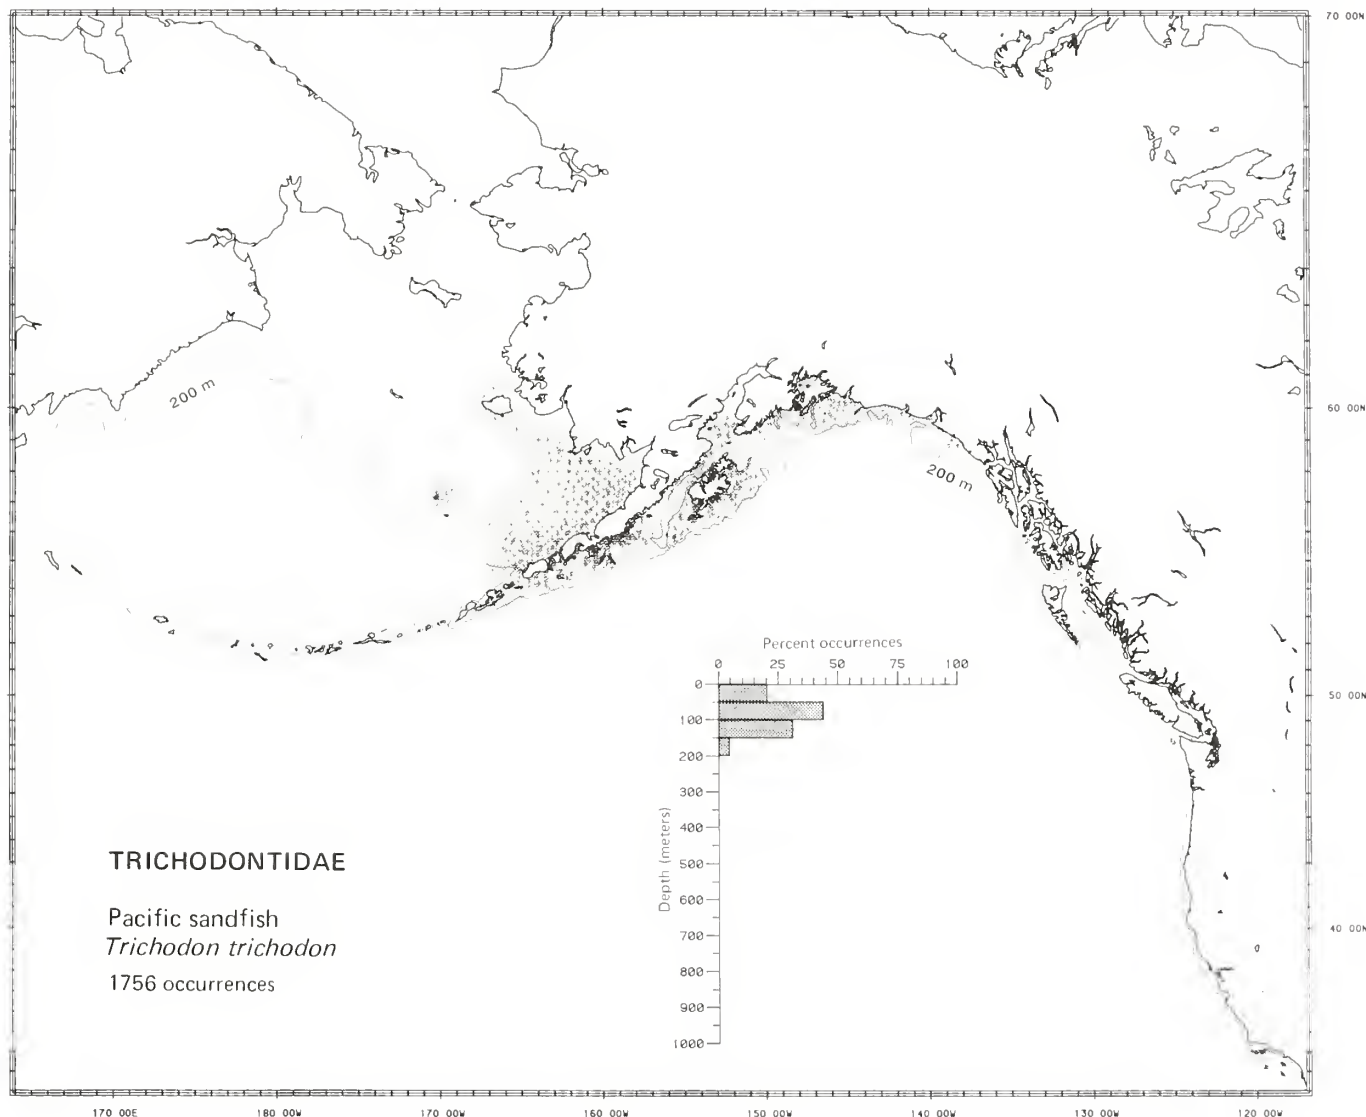 70 00N
200 m
60 00N
200 m
Percent occurrences
0 25 50 75 100
0
100
200
300
400
500
600
700
800
900
1000
Depth (meters)
50 00N
40 00N
TRICHODONTIDAE
Pacific sandfish
Trichodon trichodon
1756 occurrences
170 00E 180 00W 170 00W 160 00W 150 00W 140 00W 130 00W 120 00W